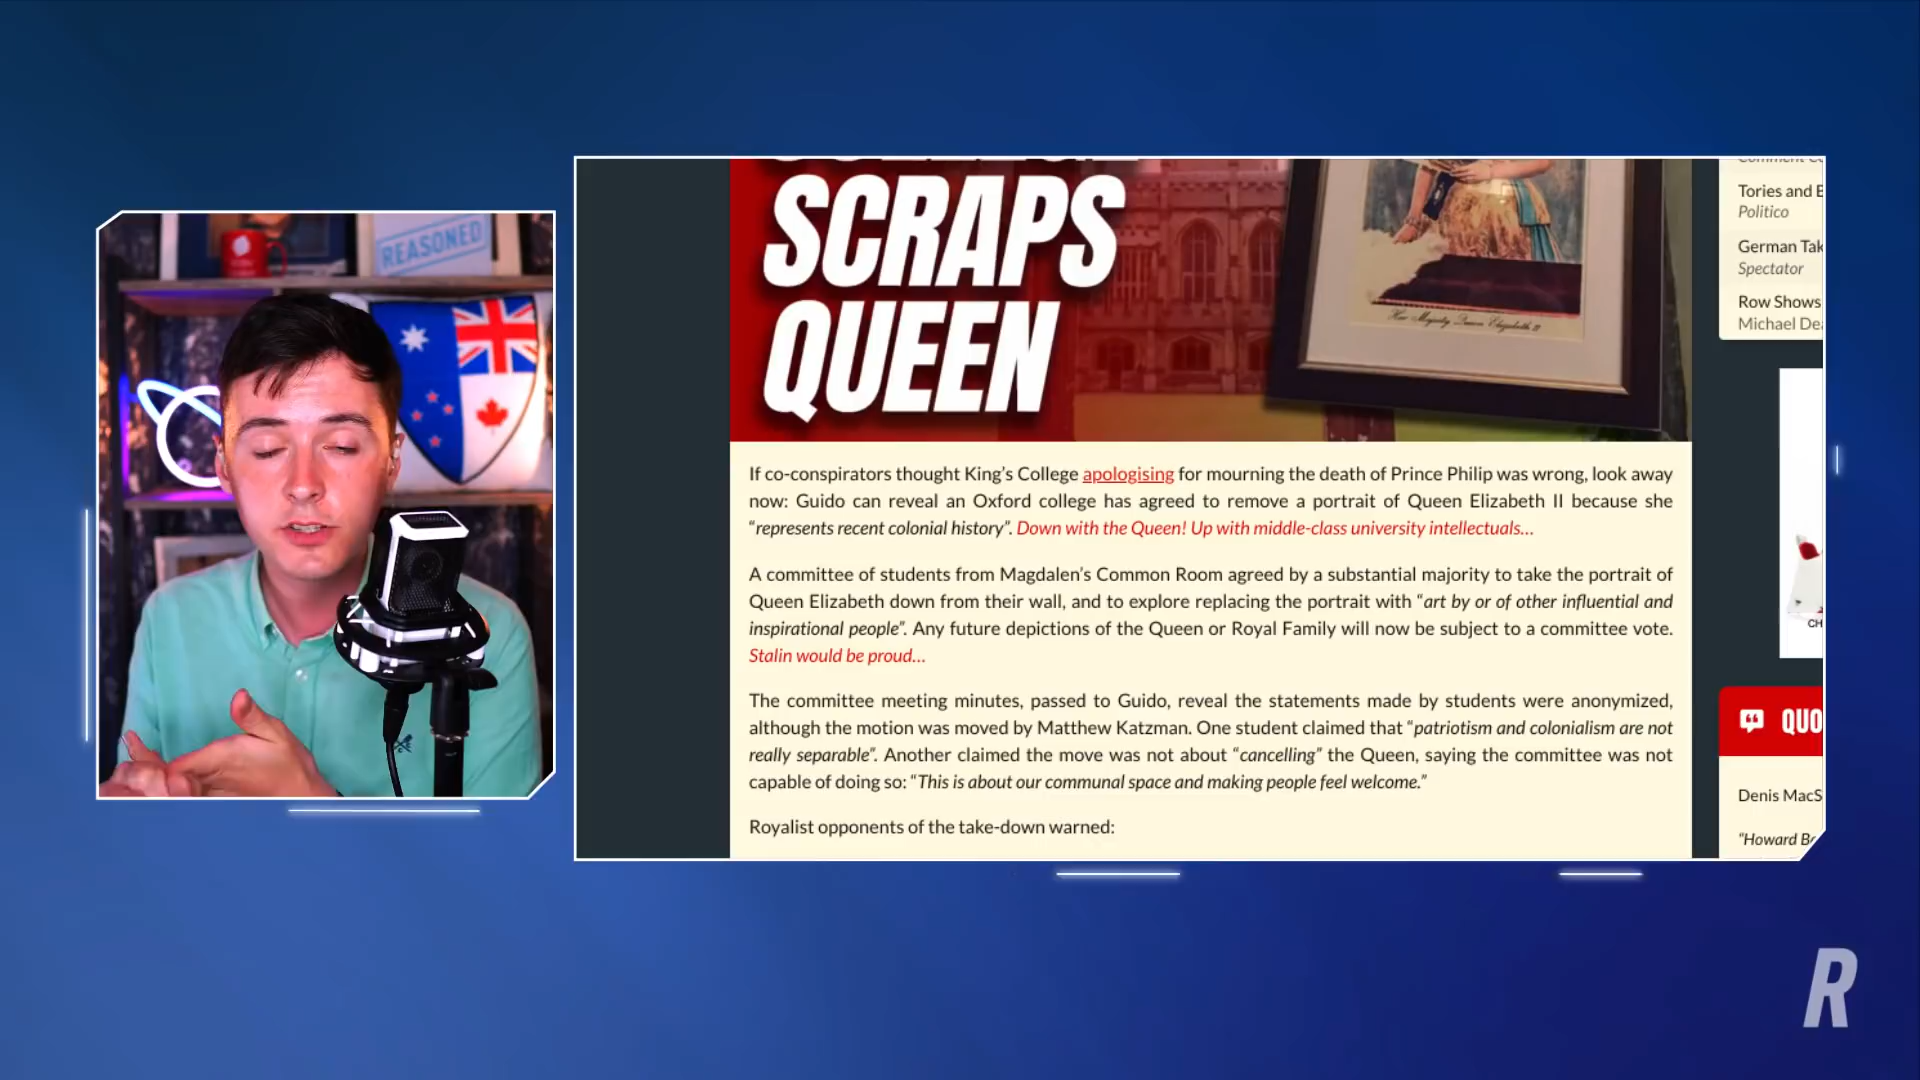 REASONED
SCRAPS
QUEEN
Her Majesty Queen Elizabeth II
If co-conspirators thought King’s College apologising for mourning the death of Prince Philip was wrong, look away
now: Guido can reveal an Oxford college has agreed to remove a portrait of Queen Elizabeth II because she
“represents recent colonial history”. Down with the Queen! Up with middle-class university intellectuals…
A committee of students from Magdalen’s Common Room agreed by a substantial majority to take the portrait of
Queen Elizabeth down from their wall, and to explore replacing the portrait with “art by or of other influential and
inspirational people”. Any future depictions of the Queen or Royal Family will now be subject to a committee vote.
Stalin would be proud…
The committee meeting minutes, passed to Guido, reveal the statements made by students were anonymized,
although the motion was moved by Matthew Katzman. One student claimed that “patriotism and colonialism are not
really separable”. Another claimed the move was not about “cancelling” the Queen, saying the committee was not
capable of doing so: “This is about our communal space and making people feel welcome.”
Royalist opponents of the take-down warned:
Tories and
Politico
German Tak
Spectator
Row Shows
Michael De
CH
QUO
Denis MacS
“Howard B
R